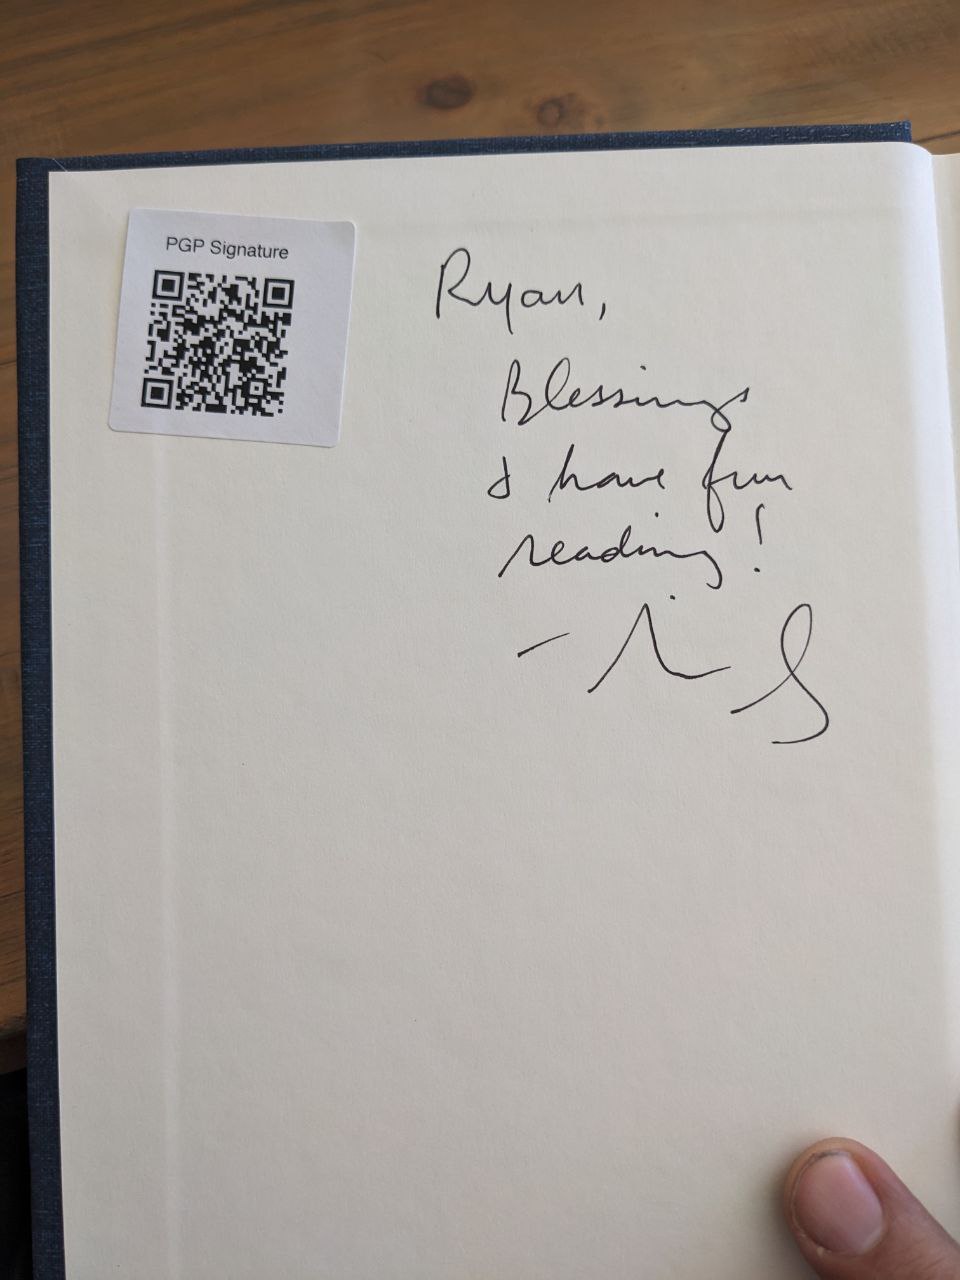 PGP Signature
Ryan,
Blessings
& have fun
reading!